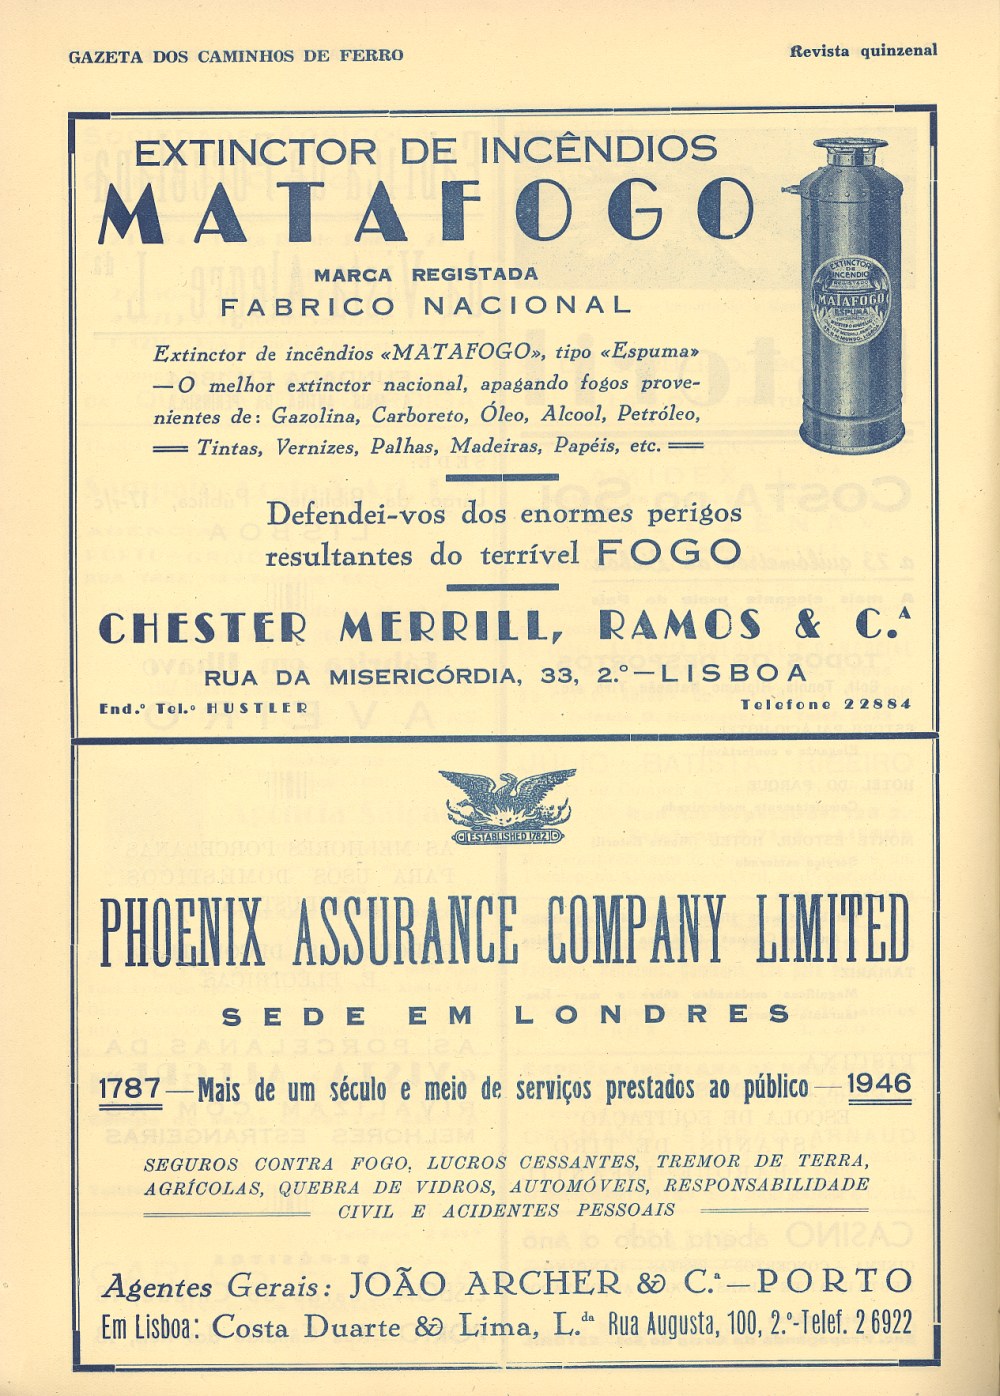 GAZETA DOS CAMINHOS DE FERRO
Revista quinzenal
EXTINCTOR DE INCÊNDIOS
MATAFOGO
MARCA REGISTADA
FABRICO NACIONAL
Extinctor de incêndios «MATAFOGO», tipo «Espuma»
—O melhor extinctor nacional, apagando fogos prove-
nientes de: Gazolina, Carboreto, Óleo, Alcool, Petróleo,
Tintas, Vernizes, Palhas, Madeiras, Papéis, etc.
EXTINCTOR
DE
INCÊNDIO
MATAFOGO
ESPUMA
Defendei-vos dos enormes perigos
resultantes do terrível FOGO
CHESTER MERRILL, RAMOS & C.ᴬ
RUA DA MISERICÓRDIA, 33, 2.º—LISBOA
End.º Tel.º HUSTLER
Telefone 22884
ESTABLISHED 1782
PHOENIX ASSURANCE COMPANY LIMITED
SEDE EM LONDRES
1787—Mais de um século e meio de serviços prestados ao público—1946
SEGUROS CONTRA FOGO, LUCROS CESSANTES, TREMOR DE TERRA,
AGRÍCOLAS, QUEBRA DE VIDROS, AUTOMÓVEIS, RESPONSABILIDADE
CIVIL E ACIDENTES PESSOAIS
Agentes Gerais: JOÃO ARCHER & C.ª—PORTO
Em Lisboa: Costa Duarte & Lima, L.da Rua Augusta, 100, 2.º-Telef. 2 6922